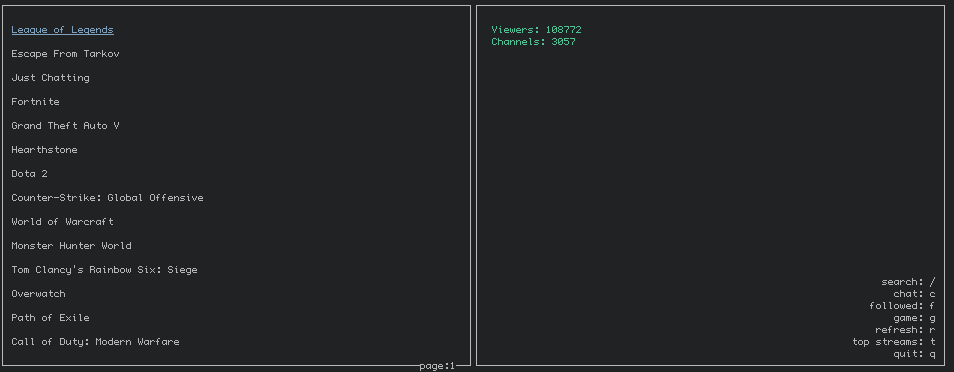 League of Legends
Escape From Tarkov
Just Chatting
Fortnite
Grand Theft Auto V
Hearthstone
Dota 2
Counter-Strike: Global Offensive
World of Warcraft
Monster Hunter World
Tom Clancy's Rainbow Six: Siege
Overwatch
Path of Exile
Call of Duty: Modern Warfare
page:1
Viewers: 108772
Channels: 3057
search: /
chat: c
followed: f
game: g
refresh: r
top streams: t
quit: q